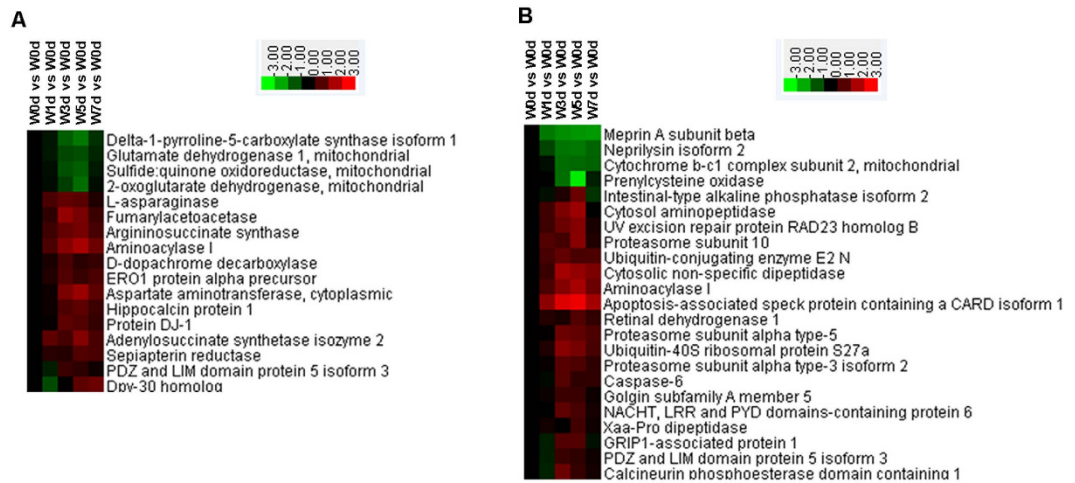 A
W0d vs W0d
W1d vs W0d
W3d vs W0d
W5d vs W0d
W7d vs W0d
-3.00
-2.00
-1.00
0.00
1.00
2.00
3.00
Delta-1-pyrroline-5-carboxylate synthase isoform 1
Glutamate dehydrogenase 1, mitochondrial
Sulfide:quinone oxidoreductase, mitochondrial
2-oxoglutarate dehydrogenase, mitochondrial
L-asparaginase
Fumarylacetoacetase
Argininosuccinate synthase
Aminoacylase I
D-dopachrome decarboxylase
ERO1 protein alpha precursor
Aspartate aminotransferase, cytoplasmic
Hippocalcin protein 1
Protein DJ-1
Adenylosuccinate synthetase isozyme 2
Sepiapterin reductase
PDZ and LIM domain protein 5 isoform 3
Dpy-30 homolog
B
W0d vs W0d
W1d vs W0d
W3d vs W0d
W5d vs W0d
W7d vs W0d
-3.00
-2.00
-1.00
0.00
1.00
2.00
3.00
Meprin A subunit beta
Neprilysin isoform 2
Cytochrome b-c1 complex subunit 2, mitochondrial
Prenylcysteine oxidase
Intestinal-type alkaline phosphatase isoform 2
Cytosol aminopeptidase
UV excision repair protein RAD23 homolog B
Proteasome subunit 10
Ubiquitin-conjugating enzyme E2 N
Cytosolic non-specific dipeptidase
Aminoacylase I
Apoptosis-associated speck protein containing a CARD isoform 1
Retinal dehydrogenase 1
Proteasome subunit alpha type-5
Ubiquitin-40S ribosomal protein S27a
Proteasome subunit alpha type-3 isoform 2
Caspase-6
Golgin subfamily A member 5
NACHT, LRR and PYD domains-containing protein 6
Xaa-Pro dipeptidase
GRIP1-associated protein 1
PDZ and LIM domain protein 5 isoform 3
Calcineurin phosphoesterase domain containing 1